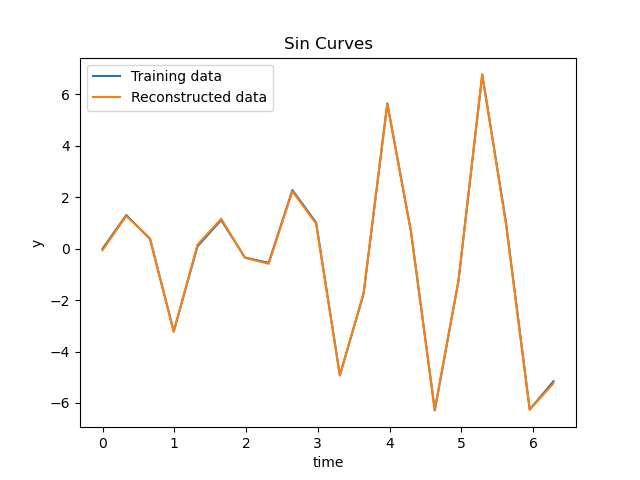 Sin Curves
Training data
Reconstructed data
6
4
2
0
−2
−4
−6
y
0 1 2 3 4 5 6
time